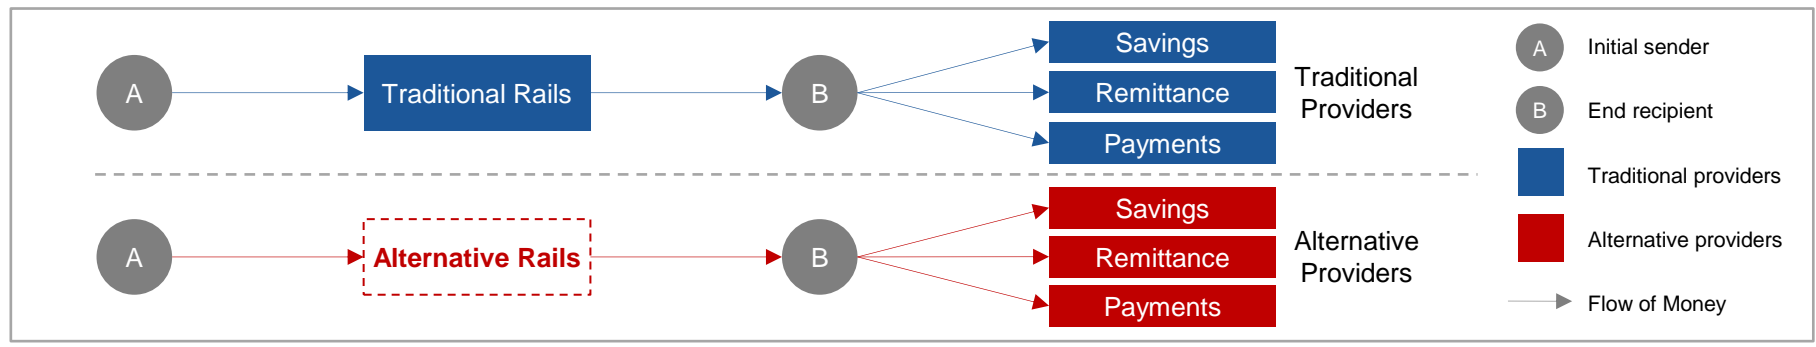 A
Traditional Rails
B
Savings
Remittance
Payments
Traditional
Providers
A
Alternative Rails
B
Savings
Remittance
Payments
Alternative
Providers
A
Initial sender
B
End recipient
Traditional providers
Alternative providers
Flow of Money